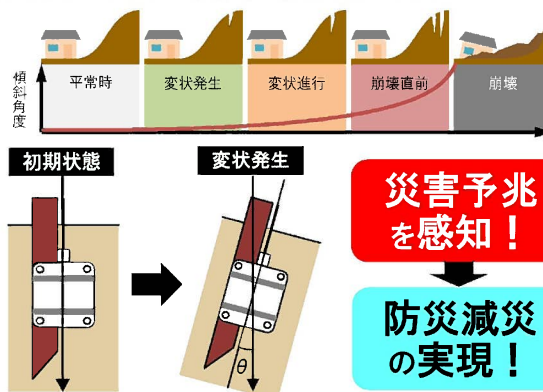 傾斜角度
平常時
変状発生
変状進行
崩壊直前
崩壊
初期状態
変状発生
θ
災害予兆
を感知！
防災減災
の実現！